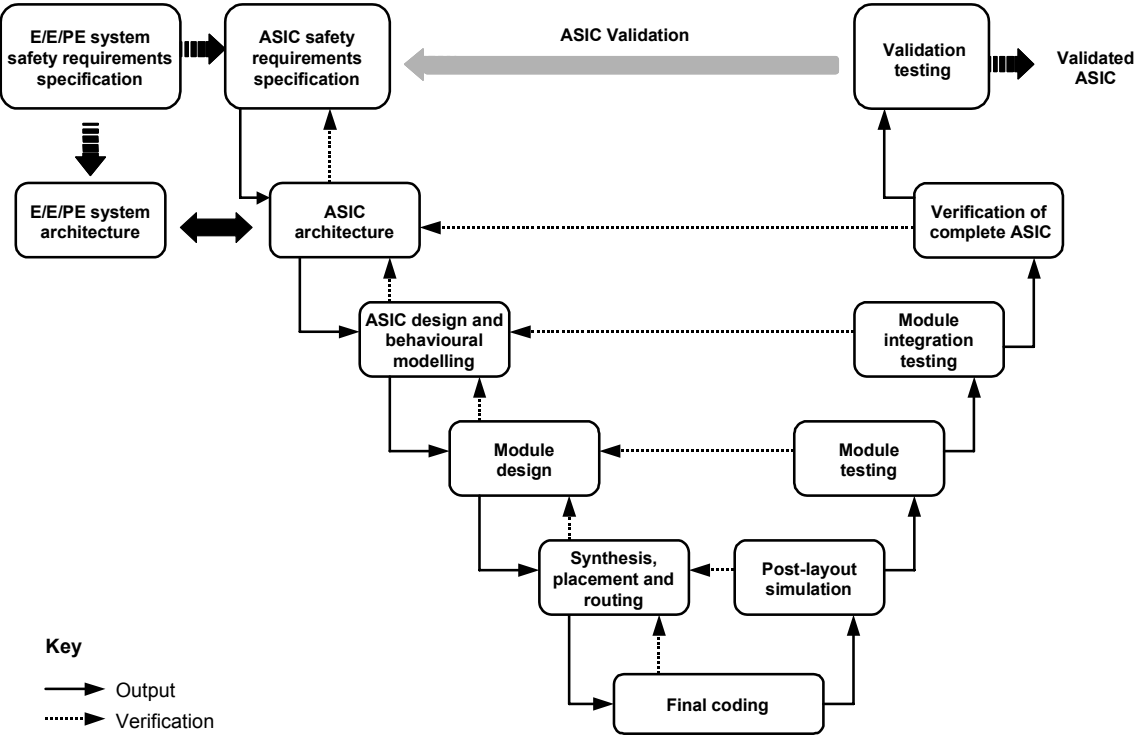 E/E/PE system
safety requirements
specification
ASIC safety
requirements
specification
ASIC Validation
Validation
testing
Validated
ASIC
E/E/PE system
architecture
ASIC
architecture
Verification of
complete ASIC
ASIC design and
behavioural
modelling
Module
integration
testing
Module
design
Module
testing
Synthesis,
placement and
routing
Post-layout
simulation
Final coding
Key
Output
Verification